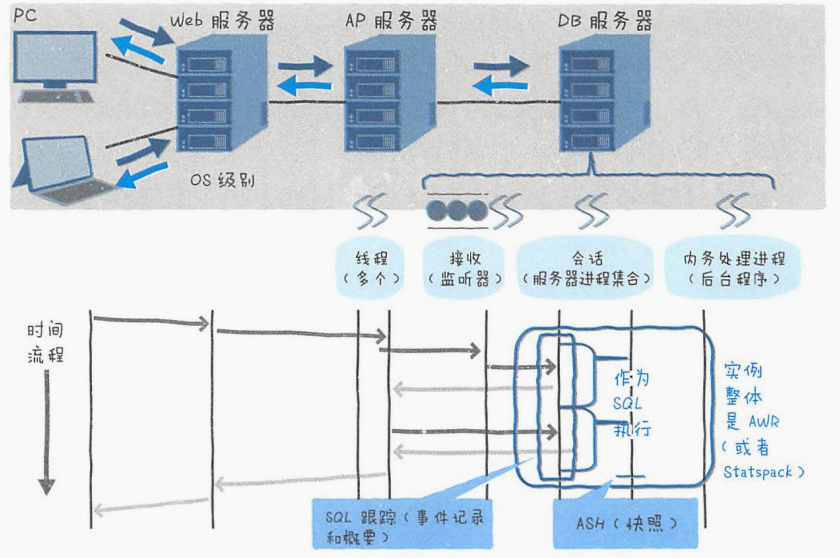 PC
Web 服务器
AP 服务器
DB 服务器
OS 级别
线程
（多个）
接收
（监听器）
会话
（服务器进程集合）
内务处理进程
（后台程序）
时间
流程
作为
SQL
执行
实例
整体
是 AWR
（或者
Statspack）
SQL 跟踪（事件记录
和概要）
ASH（快照）